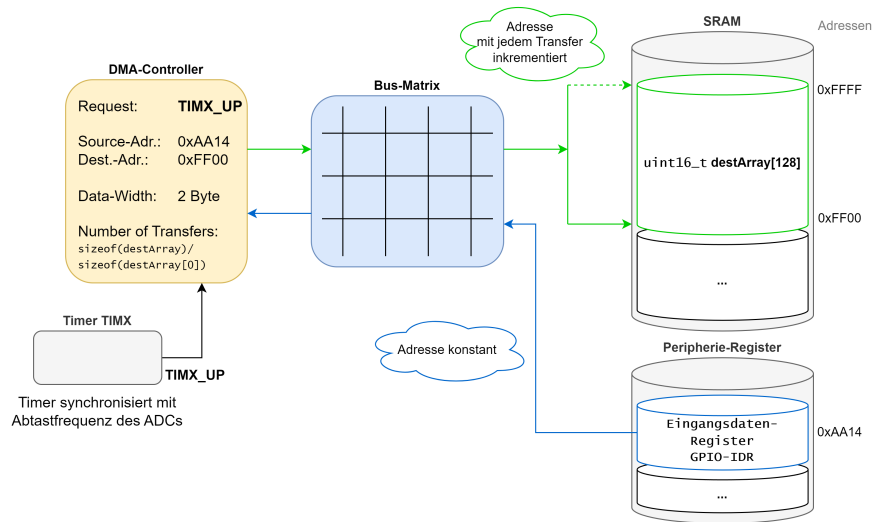 DMA-Controller
Request: TIMX_UP
Source-Adr.: 0xAA14
Dest.-Adr.: 0xFF00
Data-Width: 2 Byte
Number of Transfers:
sizeof(destArray)/
sizeof(destArray[0])
Timer TIMX
TIMX_UP
Timer synchronisiert mit
Abtastfrequenz des ADCs
Bus-Matrix
Adresse
mit jedem Transfer
inkrementiert
Adresse konstant
SRAM
Adressen
0xFFFF
uint16_t destArray[128]
0xFF00
...
Peripherie-Register
Eingangsdaten-
Register
GPIO-IDR
0xAA14
...